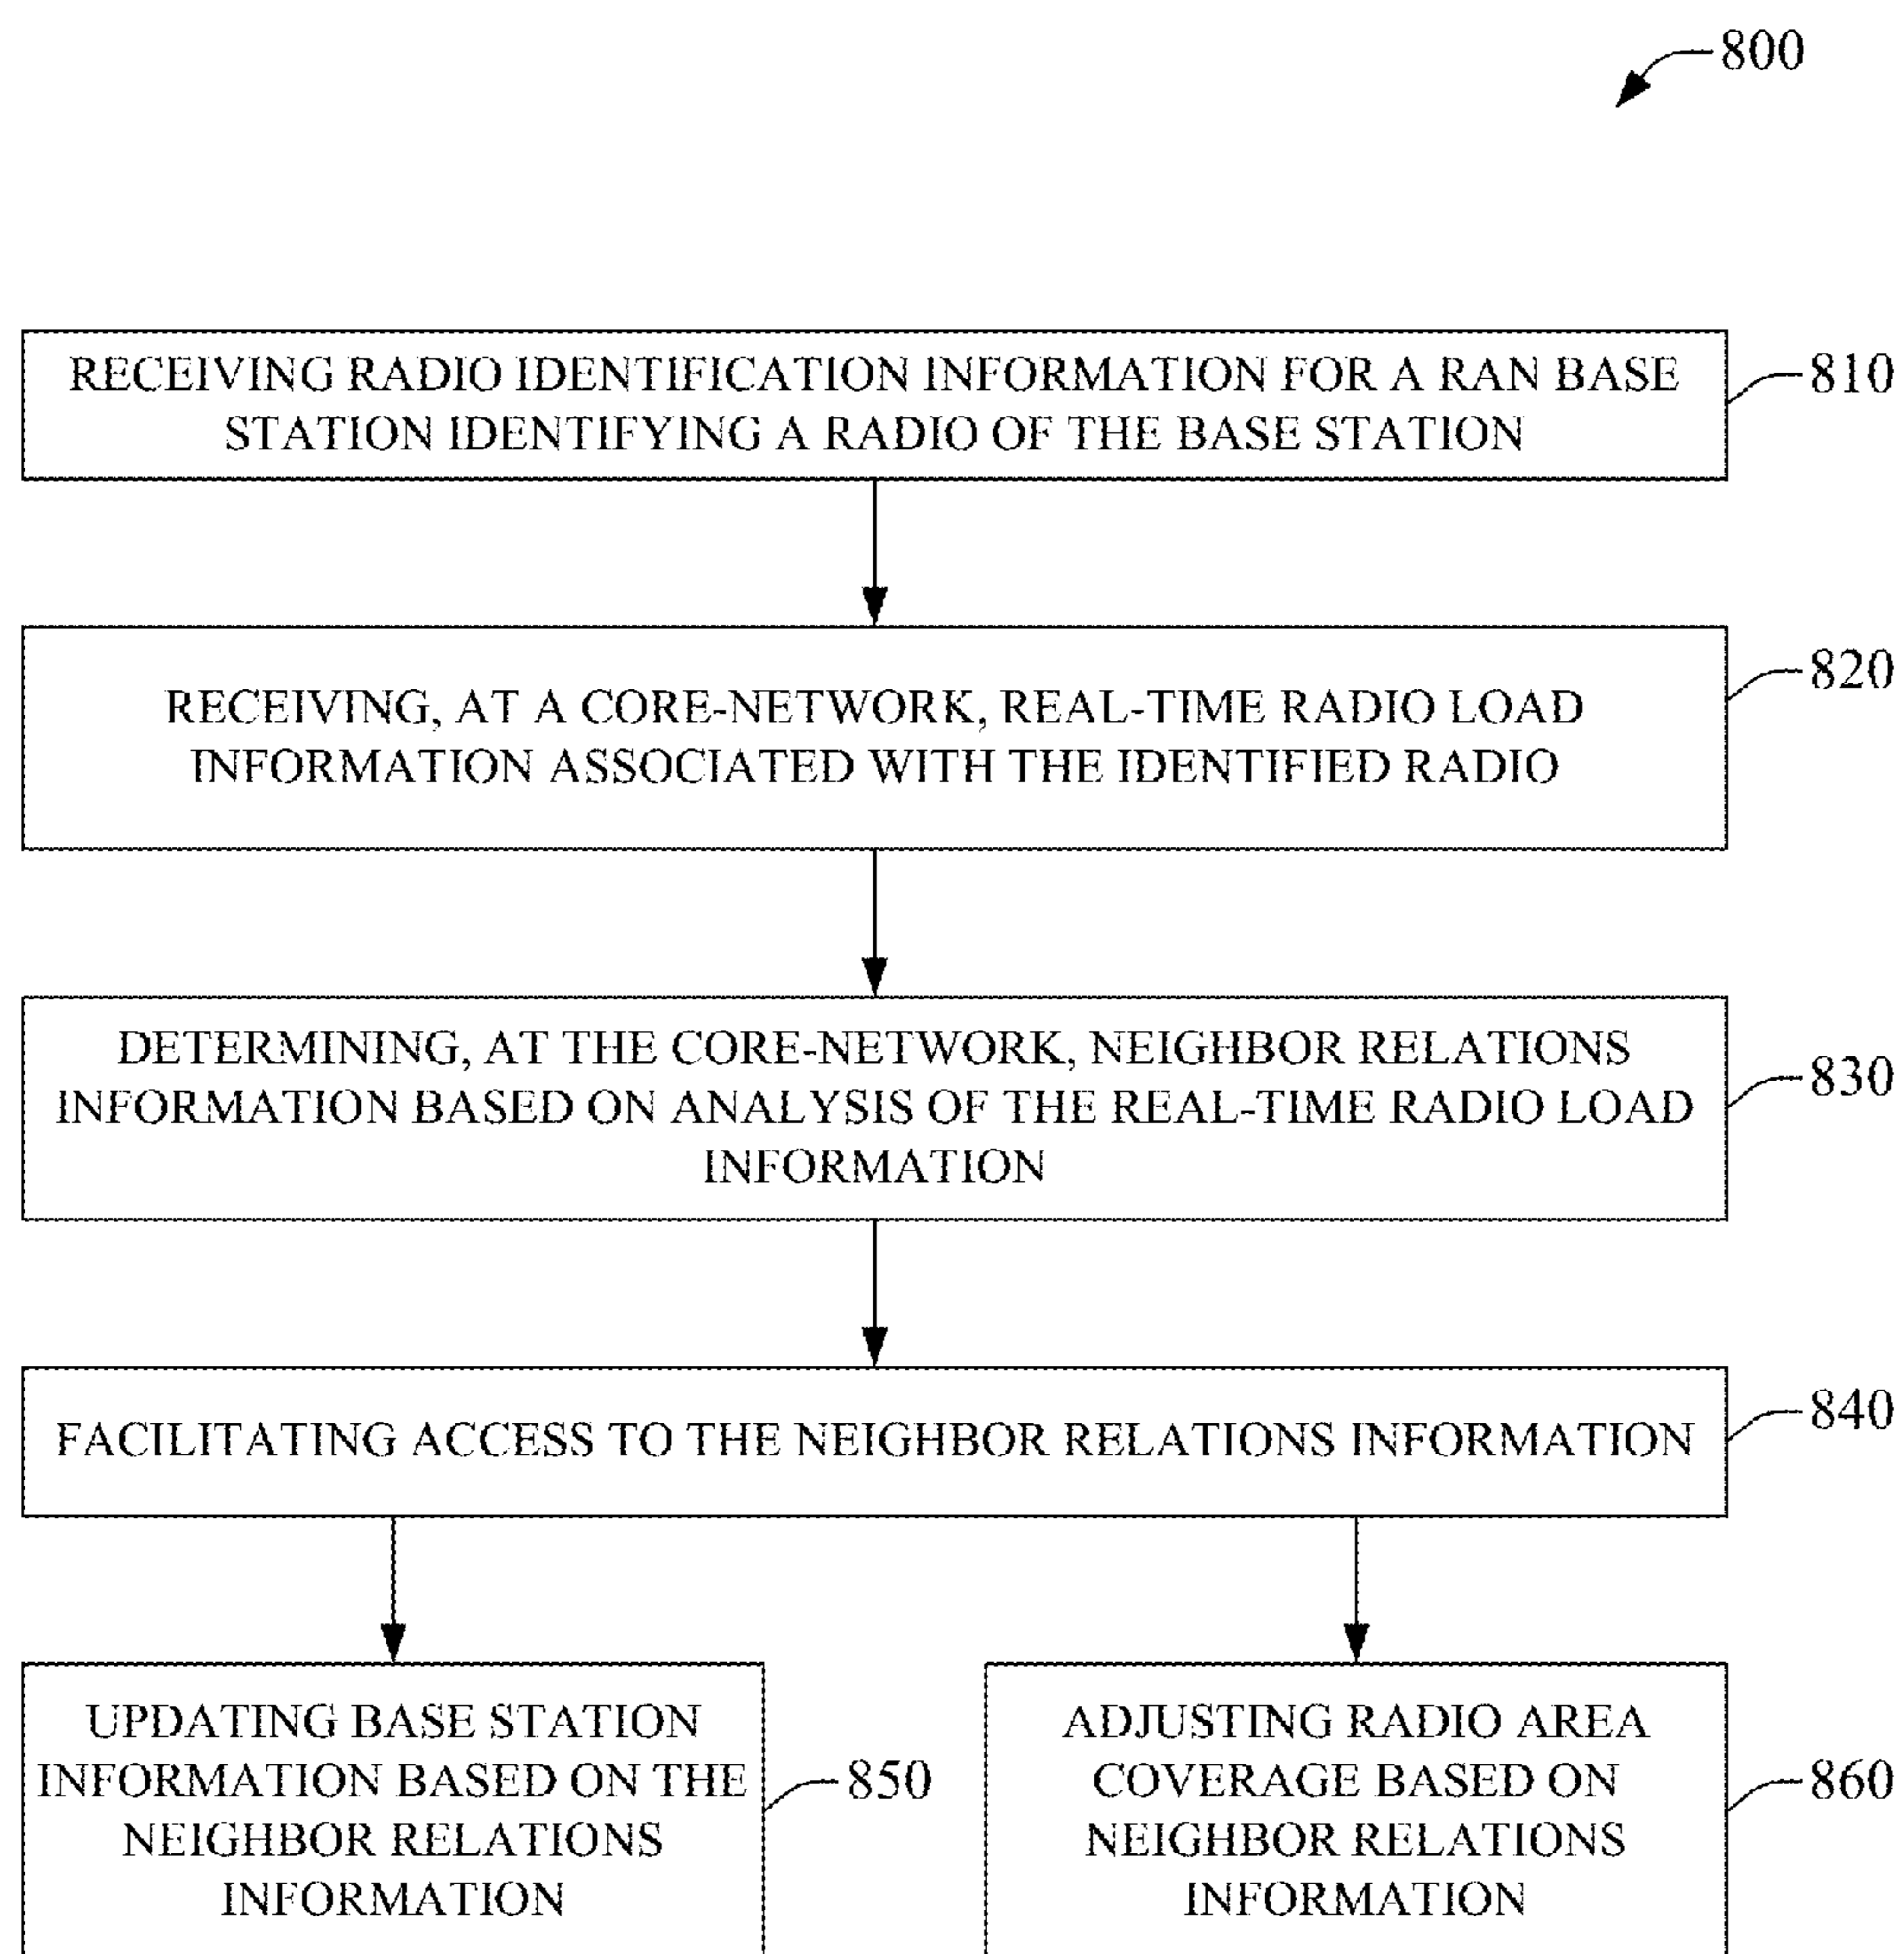 800
RECEIVING RADIO IDENTIFICATION INFORMATION FOR A RAN BASE
STATION IDENTIFYING A RADIO OF THE BASE STATION
810
RECEIVING, AT A CORE-NETWORK, REAL-TIME RADIO LOAD
INFORMATION ASSOCIATED WITH THE IDENTIFIED RADIO
820
DETERMINING, AT THE CORE-NETWORK, NEIGHBOR RELATIONS
INFORMATION BASED ON ANALYSIS OF THE REAL-TIME RADIO LOAD
INFORMATION
830
FACILITATING ACCESS TO THE NEIGHBOR RELATIONS INFORMATION
840
UPDATING BASE STATION
INFORMATION BASED ON THE
NEIGHBOR RELATIONS
INFORMATION
850
ADJUSTING RADIO AREA
COVERAGE BASED ON
NEIGHBOR RELATIONS
INFORMATION
860